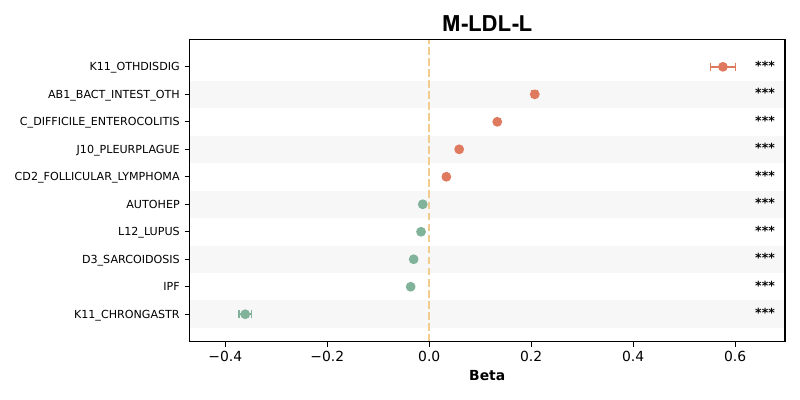 M-LDL-L
K11_OTHDISDIG ***
AB1_BACT_INTEST_OTH ***
C_DIFFICILE_ENTEROCOLITIS ***
J10_PLEURPLAGUE ***
CD2_FOLLICULAR_LYMPHOMA ***
AUTOHEP ***
L12_LUPUS ***
D3_SARCOIDOSIS ***
IPF ***
K11_CHRONGASTR ***
−0.4 −0.2 0.0 0.2 0.4 0.6
Beta